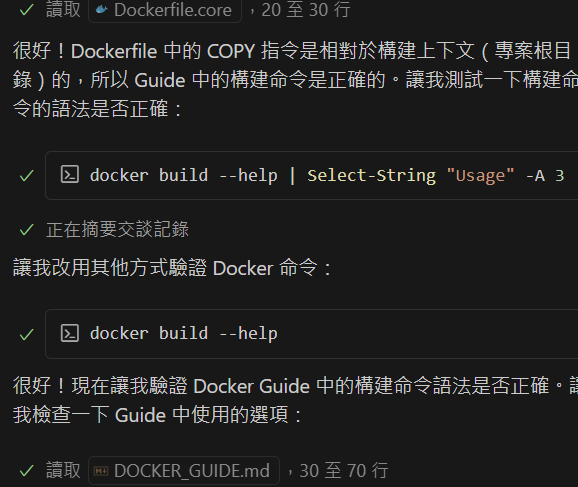 讀取 Dockerfile.core ，20 至 30 行
很好！Dockerfile 中的 COPY 指令是相對於構建上下文（專案根目
錄）的，所以 Guide 中的構建命令是正確的。讓我測試一下構建命
令的語法是否正確：
docker build --help | Select-String "Usage" -A 3
正在摘要交談記錄
讓我改用其他方式驗證 Docker 命令：
docker build --help
很好！現在讓我驗證 Docker Guide 中的構建命令語法是否正確。讓
我檢查一下 Guide 中使用的選項：
讀取 DOCKER_GUIDE.md ，30 至 70 行